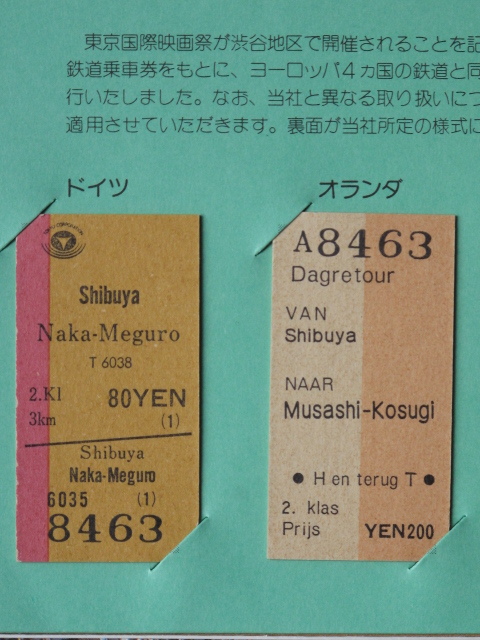 東京国際映画祭が渋谷地区で開催されることを記
鉄道乗車券をもとに、ヨーロッパ4ヵ国の鉄道と同
行いたしました。なお、当社と異なる取り扱いにつ
適用させていただきます。裏面が当社所定の様式に
ドイツ
Shibuya
Naka-Meguro
T 6038
2.Kl 80YEN
3km (1)
Shibuya
Naka-Meguro
6035 (1)
8463
オランダ
A8463
Dagretour
VAN
Shibuya
NAAR
Musashi-Kosugi
● H en terug T ●
2. klas
Prijs YEN200